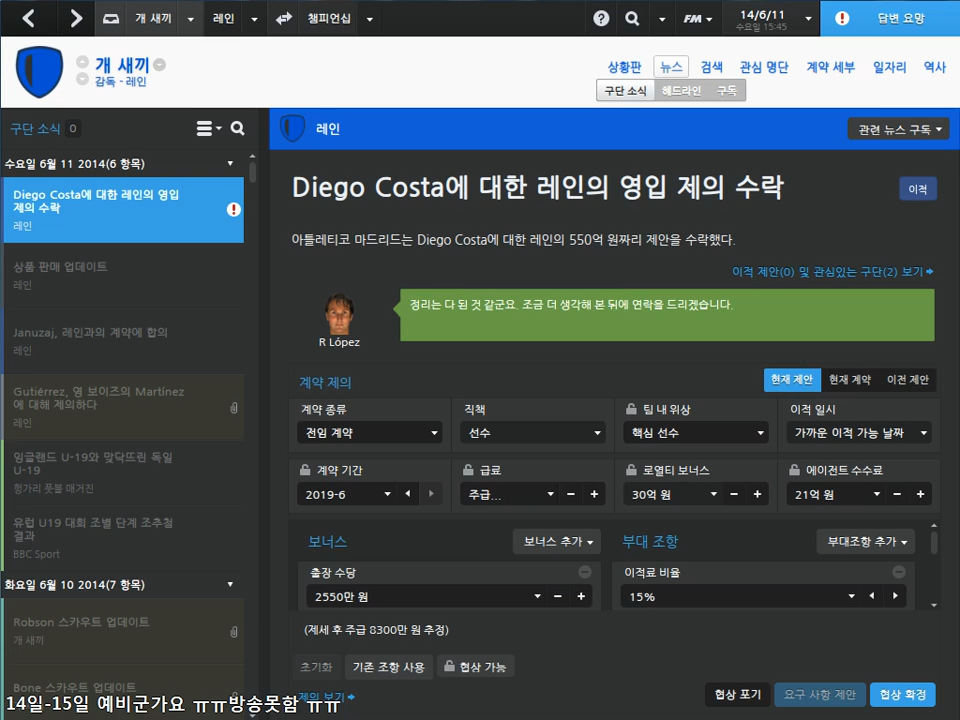 개 새끼
레인
챔피언십
?
FM
14/6/11
수요일 15:45
답변 요망
개 새끼
감독 - 레인
상황판
뉴스
검색
관심 명단
계약 세부
일자리
역사
구단 소식
헤드라인
구독
구단 소식 0
레인
관련 뉴스 구독
수요일 6월 11 2014(6 항목)
Diego Costa에 대한 레인의 영입
제의 수락
레인
상품 판매 업데이트
레인
Januzaj, 레인과의 계약에 합의
레인
Gutiérrez, 영 보이즈의 Martínez
에 대해 제의하다
레인
잉글랜드 U-19와 맞닥뜨린 독일
U-19
헝가리 풋볼 매거진
유럽 U19 대회 조별 단계 조추첨
결과
BBC Sport
화요일 6월 10 2014(7 항목)
Robson 스카우트 업데이트
개 새끼
Bone 스카우트 업데이트
Diego Costa에 대한 레인의 영입 제의 수락
이적
아틀레티코 마드리드는 Diego Costa에 대한 레인의 550억 원짜리 제안을 수락했다.
이적 제안(0) 및 관심있는 구단(2) 보기
정리는 다 된 것 같군요. 조금 더 생각해 본 뒤에 연락을 드리겠습니다.
R López
계약 제의
현재 제안
현재 계약
이전 제안
계약 종류
직책
팀 내 위상
이적 일시
전임 계약
선수
핵심 선수
가까운 이적 가능 날짜
계약 기간
급료
로열티 보너스
에이전트 수수료
2019-6
주급...
30억 원
21억 원
보너스
보너스 추가
부대 조항
부대조항 추가
출장 수당
이적료 비율
2550만 원
15%
(제세 후 주급 8300만 원 추정)
초기화
기존 조항 사용
협상 가능
제의 보기
협상 포기
요구 사항 제안
협상 확정
14일-15일 예비군가요 ㅠㅠ방송못함 ㅠㅠ